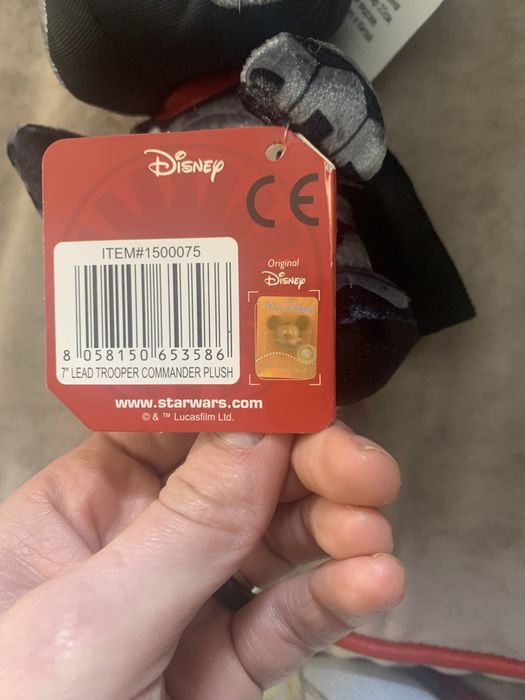 Disney
CE
ITEM#1500075
Original
Disney
8 058150 653586
7" LEAD TROOPER COMMANDER PLUSH
www.starwars.com
© & ™ Lucasfilm Ltd.